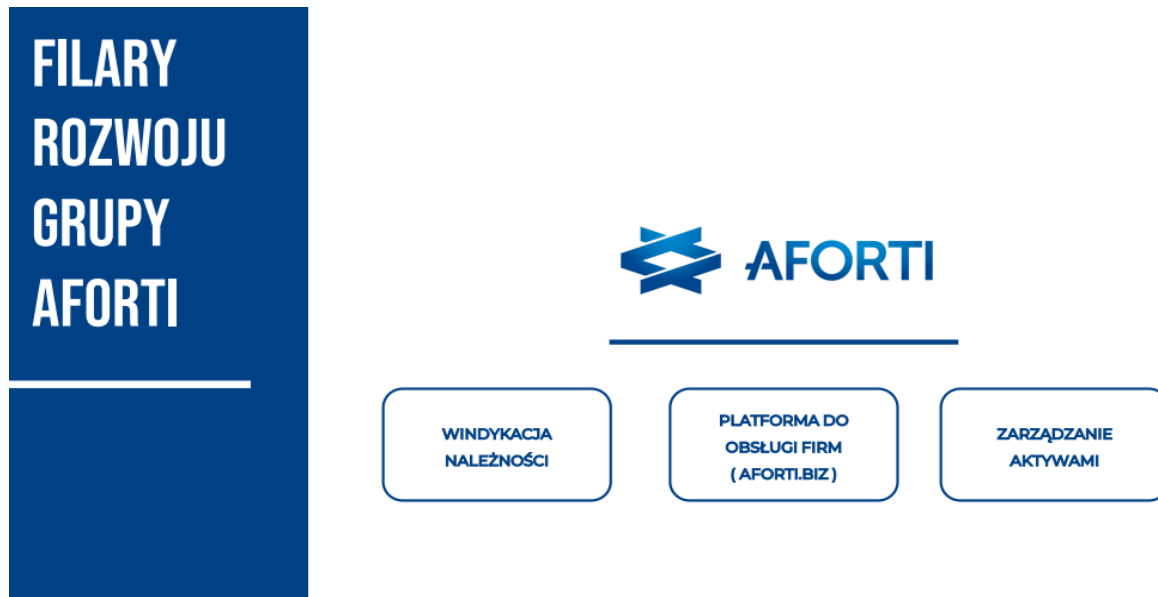 FILARY
ROZWOJU
GRUPY
AFORTI
AFORTI
WINDYKACJA
NALEŻNOŚCI
PLATFORMA DO
OBSŁUGI FIRM
( AFORTI.BIZ )
ZARZĄDZANIE
AKTYWAMI